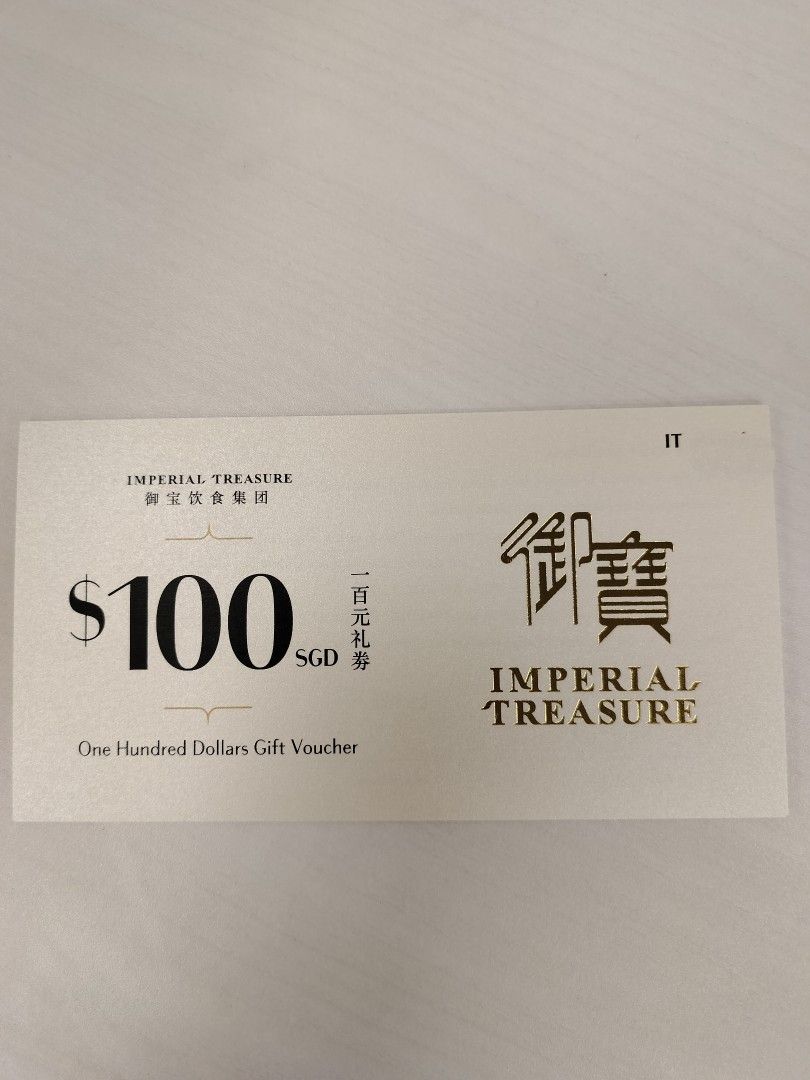 IT
IMPERIAL TREASURE
御宝饮食集团
$100 SGD
一百元礼券
One Hundred Dollars Gift Voucher
御寶
IMPERIAL
TREASURE